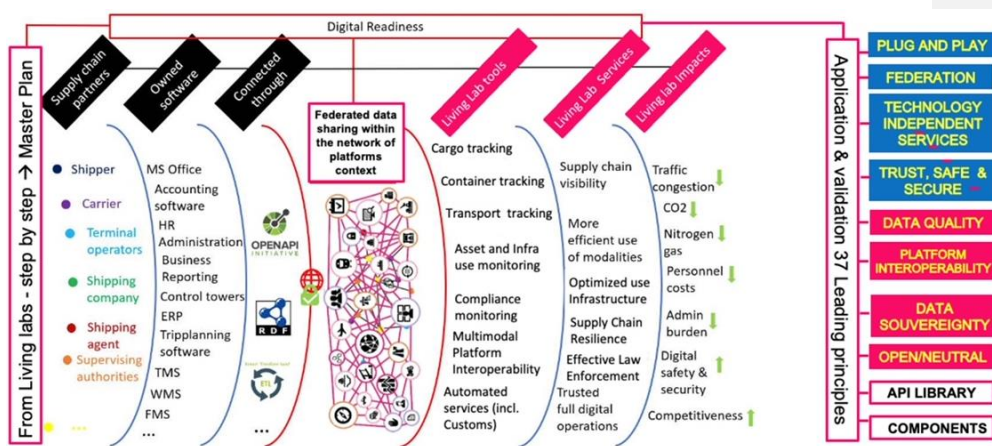 Digital Readiness
From Living labs - step by step → Master Plan
Supply chain
partners
Owned
software
Connected
through
Living Lab tools
Living Lab Services
Living lab Impacts
Shipper
Carrier
Terminal
operators
Shipping
company
Shipping
agent
Supervising
authorities
...
MS Office
Accounting
software
HR
Administration
Business
Reporting
Control towers
ERP
Tripplanning
software
TMS
WMS
FMS
...
OPENAPI
INITIATIVE
RDF
ETL
...
Federated data
sharing within
the network of
platforms
context
Cargo tracking
Container tracking
Transport tracking
Asset and Infra
use monitoring
Compliance
monitoring
Multimodal
Platform
Interoperability
Automated
services (incl.
Customs)
Supply chain
visibility
More
efficient use
of modalities
Optimized use
Infrastructure
Supply Chain
Resilience
Effective Law
Enforcement
Trusted
full digital
operations
Traffic
congestion
CO2
Nitrogen
gas
Personnel
costs
Admin
burden
Digital
safety &
security
Competitiveness
Application & validation 37 Leading principles
PLUG AND PLAY
FEDERATION
TECHNOLOGY
INDEPENDENT
SERVICES
TRUST, SAFE &
SECURE
DATA QUALITY
PLATFORM
INTEROPERABILITY
DATA
SOUVEREIGNTY
OPEN/NEUTRAL
API LIBRARY
COMPONENTS